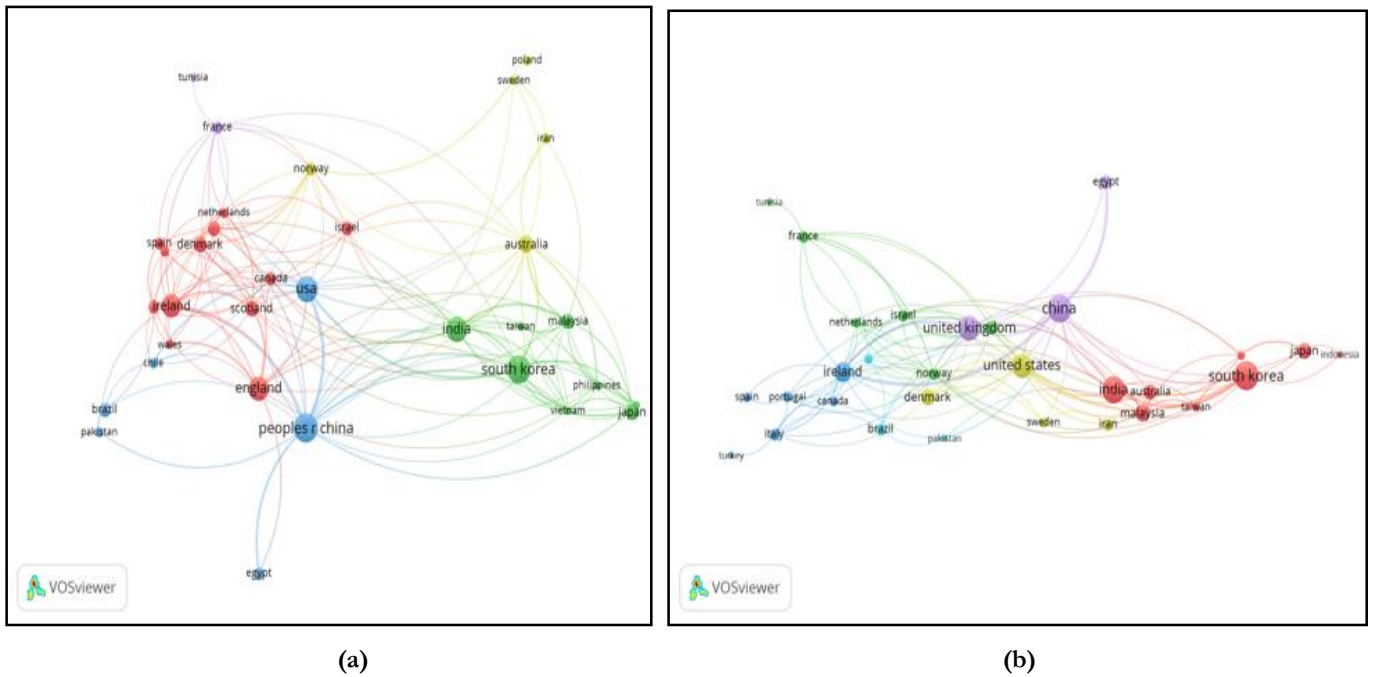 poland
sweden
tunisia
france
iran
norway
netherlands
israel
spain
denmark
australia
canada
usa
ireland
scotland
india
taiwan
malaysia
wales
chile
south korea
england
philippines
brazil
vietnam
japan
pakistan
peoples r china
egypt
VOSviewer
(a)
egypt
tunisia
france
china
israel
netherlands
united kingdom
japan
indonesia
united states
ireland
norway
south korea
india
australia
spain
portugal
canada
denmark
taiwan
malaysia
sweden
iran
brazil
italy
pakistan
turkey
VOSviewer
(b)